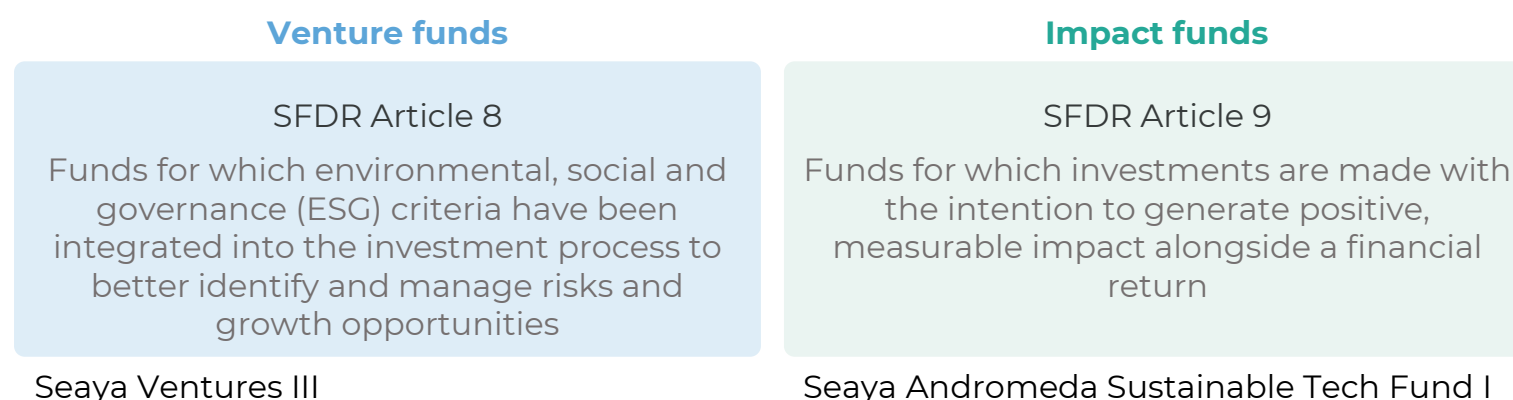 Venture funds
SFDR Article 8
Funds for which environmental, social and
governance (ESG) criteria have been
integrated into the investment process to
better identify and manage risks and
growth opportunities
Seaya Ventures III
Impact funds
SFDR Article 9
Funds for which investments are made with
the intention to generate positive,
measurable impact alongside a financial
return
Seaya Andromeda Sustainable Tech Fund I